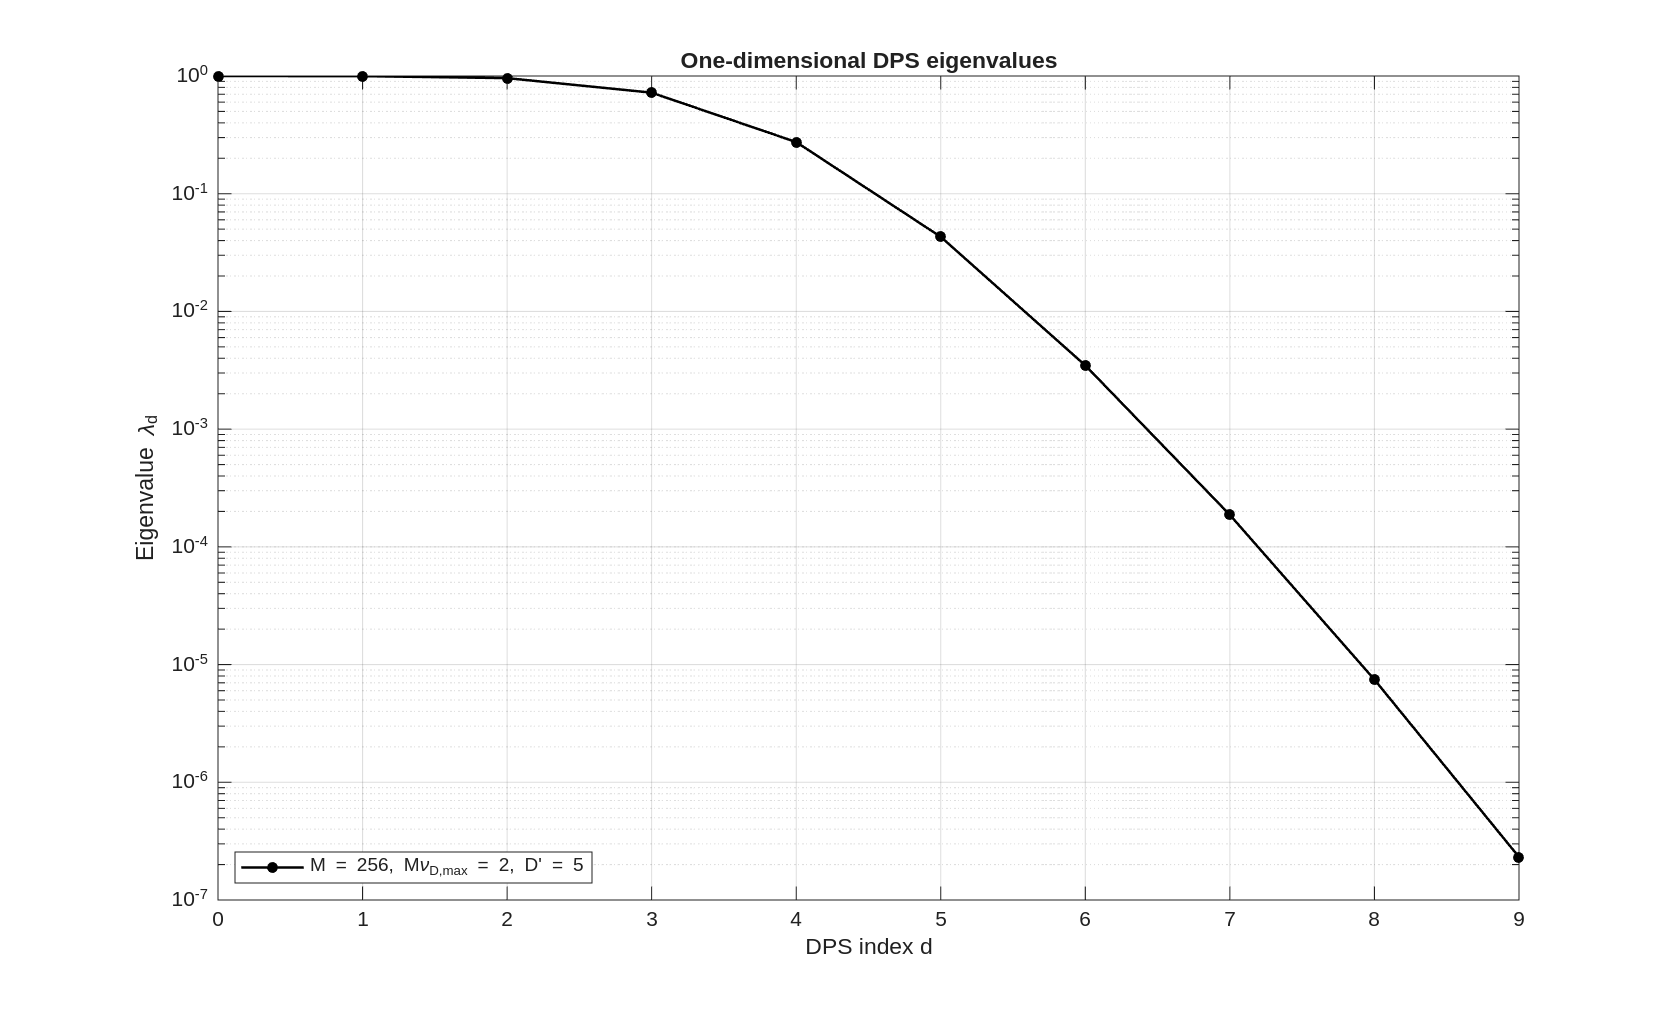 One-dimensional DPS eigenvalues
10^0
10^-1
10^-2
10^-3
10^-4
10^-5
10^-6
10^-7
Eigenvalue λ_d
M = 256, Mν_D,max = 2, D' = 5
0 1 2 3 4 5 6 7 8 9
DPS index d